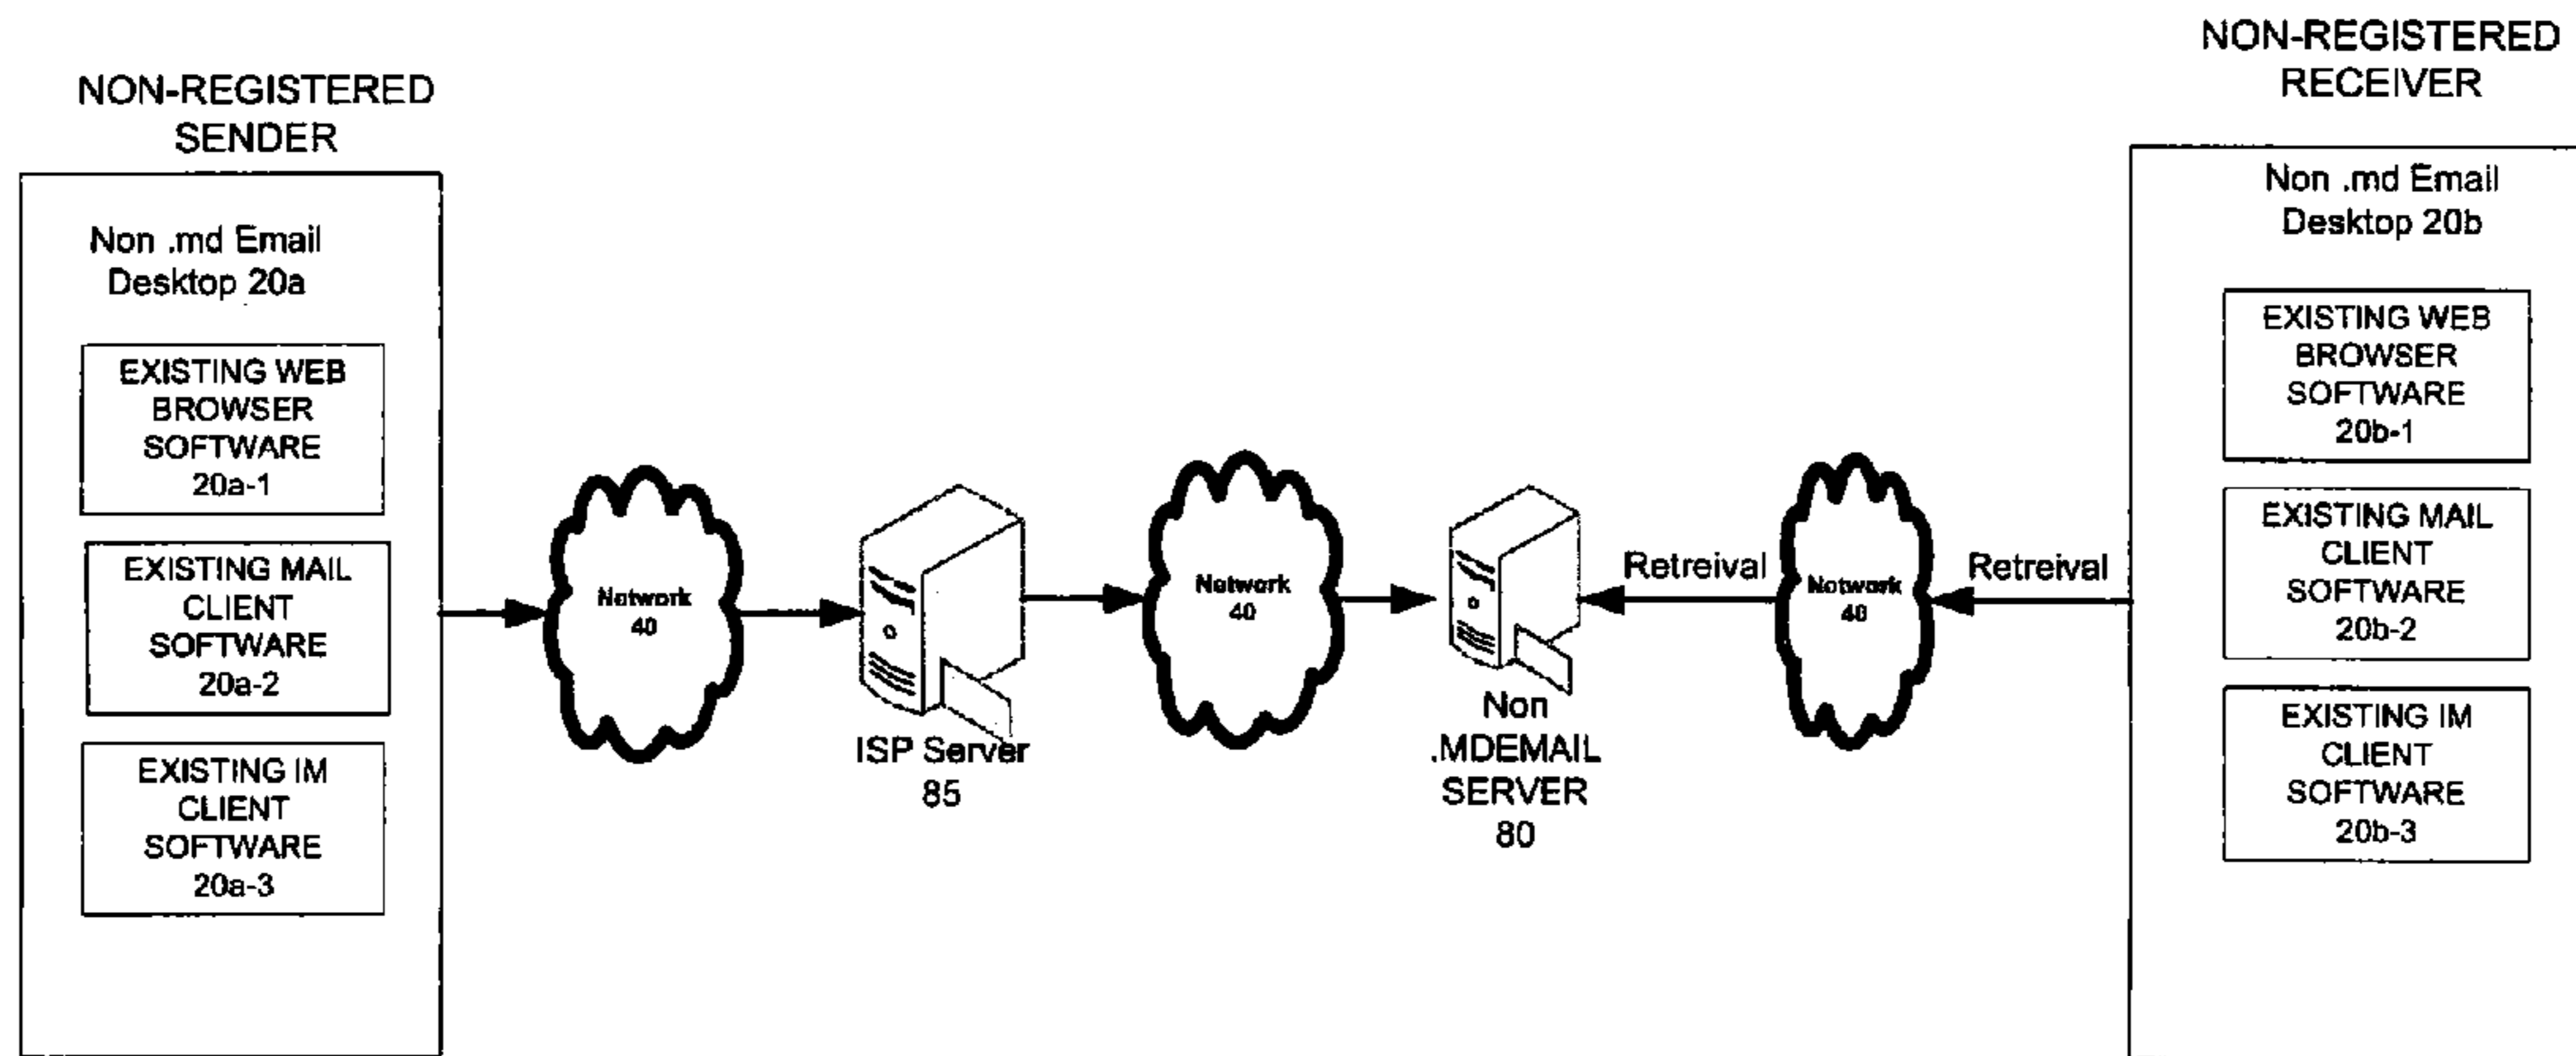 NON-REGISTERED
SENDER
Non .md Email
Desktop 20a
EXISTING WEB
BROWSER
SOFTWARE
20a-1
EXISTING MAIL
CLIENT
SOFTWARE
20a-2
EXISTING IM
CLIENT
SOFTWARE
20a-3
Network
40
ISP Server
85
Network
40
Non
.MDEMAIL
SERVER
80
Retreival
Network
40
Retreival
NON-REGISTERED
RECEIVER
Non .md Email
Desktop 20b
EXISTING WEB
BROWSER
SOFTWARE
20b-1
EXISTING MAIL
CLIENT
SOFTWARE
20b-2
EXISTING IM
CLIENT
SOFTWARE
20b-3